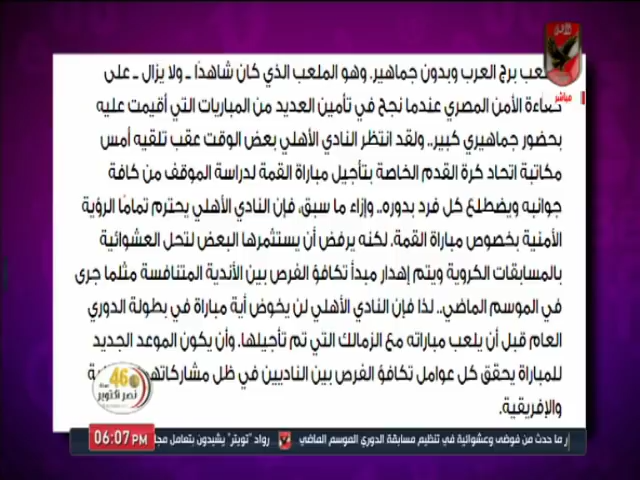 برج العرب وبدون جماهير. وهو الملعب الذي كان شاهدًا ـ ولا يزال ـ على
الأمن المصري عندما نجح في تأمين العديد من المباريات التي أقيمت عليه
بحضور جماهيري كبير.. ولقد انتظر النادي الأهلي بعض الوقت عقب تلقيه أمس
مكاتبة اتحاد كرة القدم الخاصة بتأجيل مباراة القمة لدراسة الموقف من كافة
جوانبه ويضطلع كل فرد بدوره.. وإزاء ما سبق، فإن النادي الأهلي يحترم تمامًا الرؤية
الأمنية بخصوص مباراة القمة. لكنه يرفض أن يستثمرها البعض لتحل العشوائية
بالمسابقات الكروية ويتم إهدار مبدأ تكافؤ الفرص بين الأندية المتنافسة مثلما جرى
في الموسم الماضي.. لذا فإن النادي الأهلي لن يخوض أية مباراة في بطولة الدوري
العام قبل أن يلعب مباراته مع الزمالك التي تم تأجيلها. وأن يكون الموعد الجديد
للمباراة يحقق كل عوامل تكافؤ الفرص بين الناديين في ظل
والإفريقية.
مباشر
46 سنة
نصر أكتوبر
06:07 PM
ما حدث من فوضى وعشوائية في تنظيم مسابقة الدوري الموسم الماضي
رواد "تويتر" يشيدون بتعامل